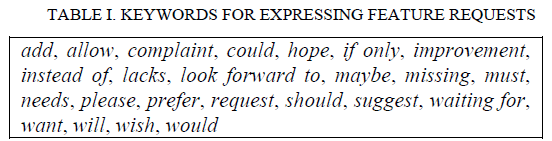 TABLE I. KEYWORDS FOR EXPRESSING FEATURE REQUESTS
add, allow, complaint, could, hope, if only, improvement,
instead of, lacks, look forward to, maybe, missing, must,
needs, please, prefer, request, should, suggest, waiting for,
want, will, wish, would